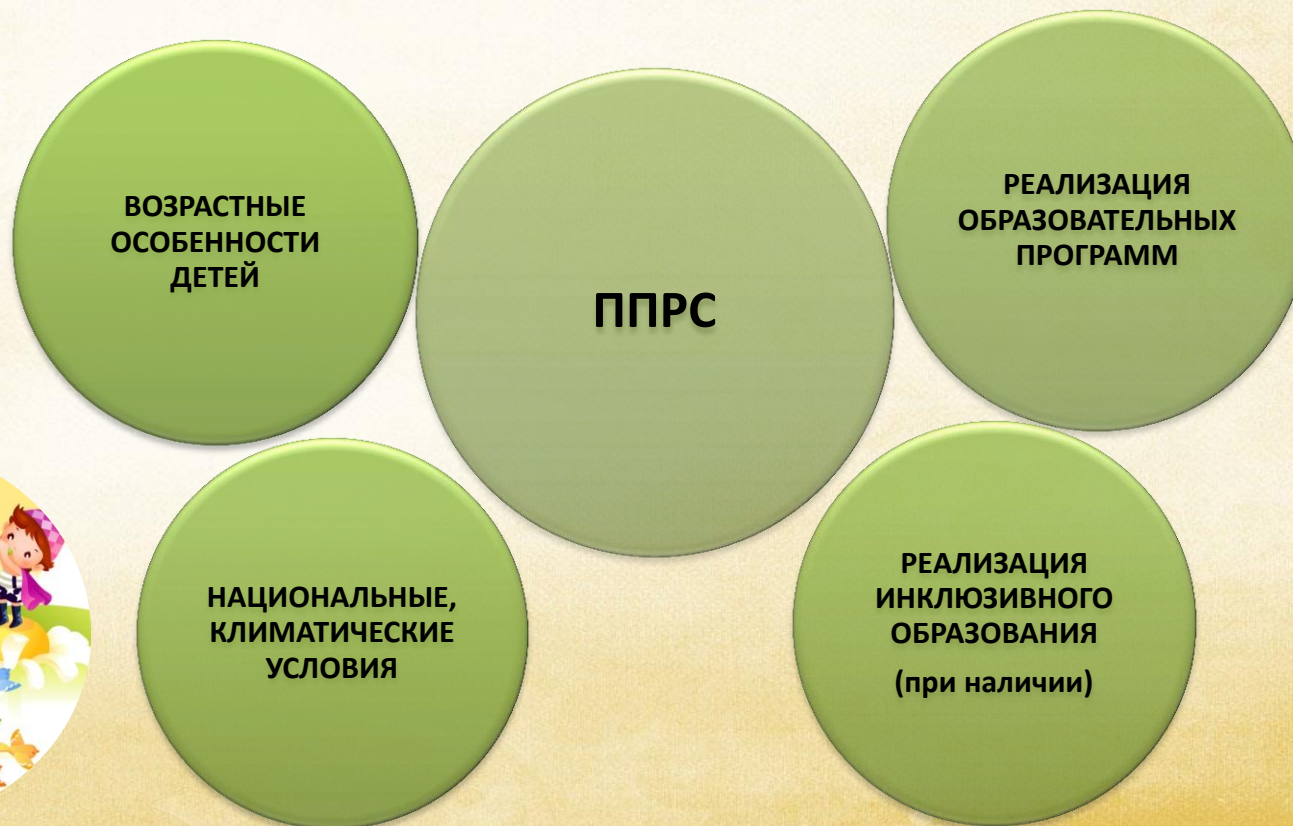 ВОЗРАСТНЫЕ
ОСОБЕННОСТИ
ДЕТЕЙ
ППРС
РЕАЛИЗАЦИЯ
ОБРАЗОВАТЕЛЬНЫХ
ПРОГРАММ
НАЦИОНАЛЬНЫЕ,
КЛИМАТИЧЕСКИЕ
УСЛОВИЯ
РЕАЛИЗАЦИЯ
ИНКЛЮЗИВНОГО
ОБРАЗОВАНИЯ
(при наличии)